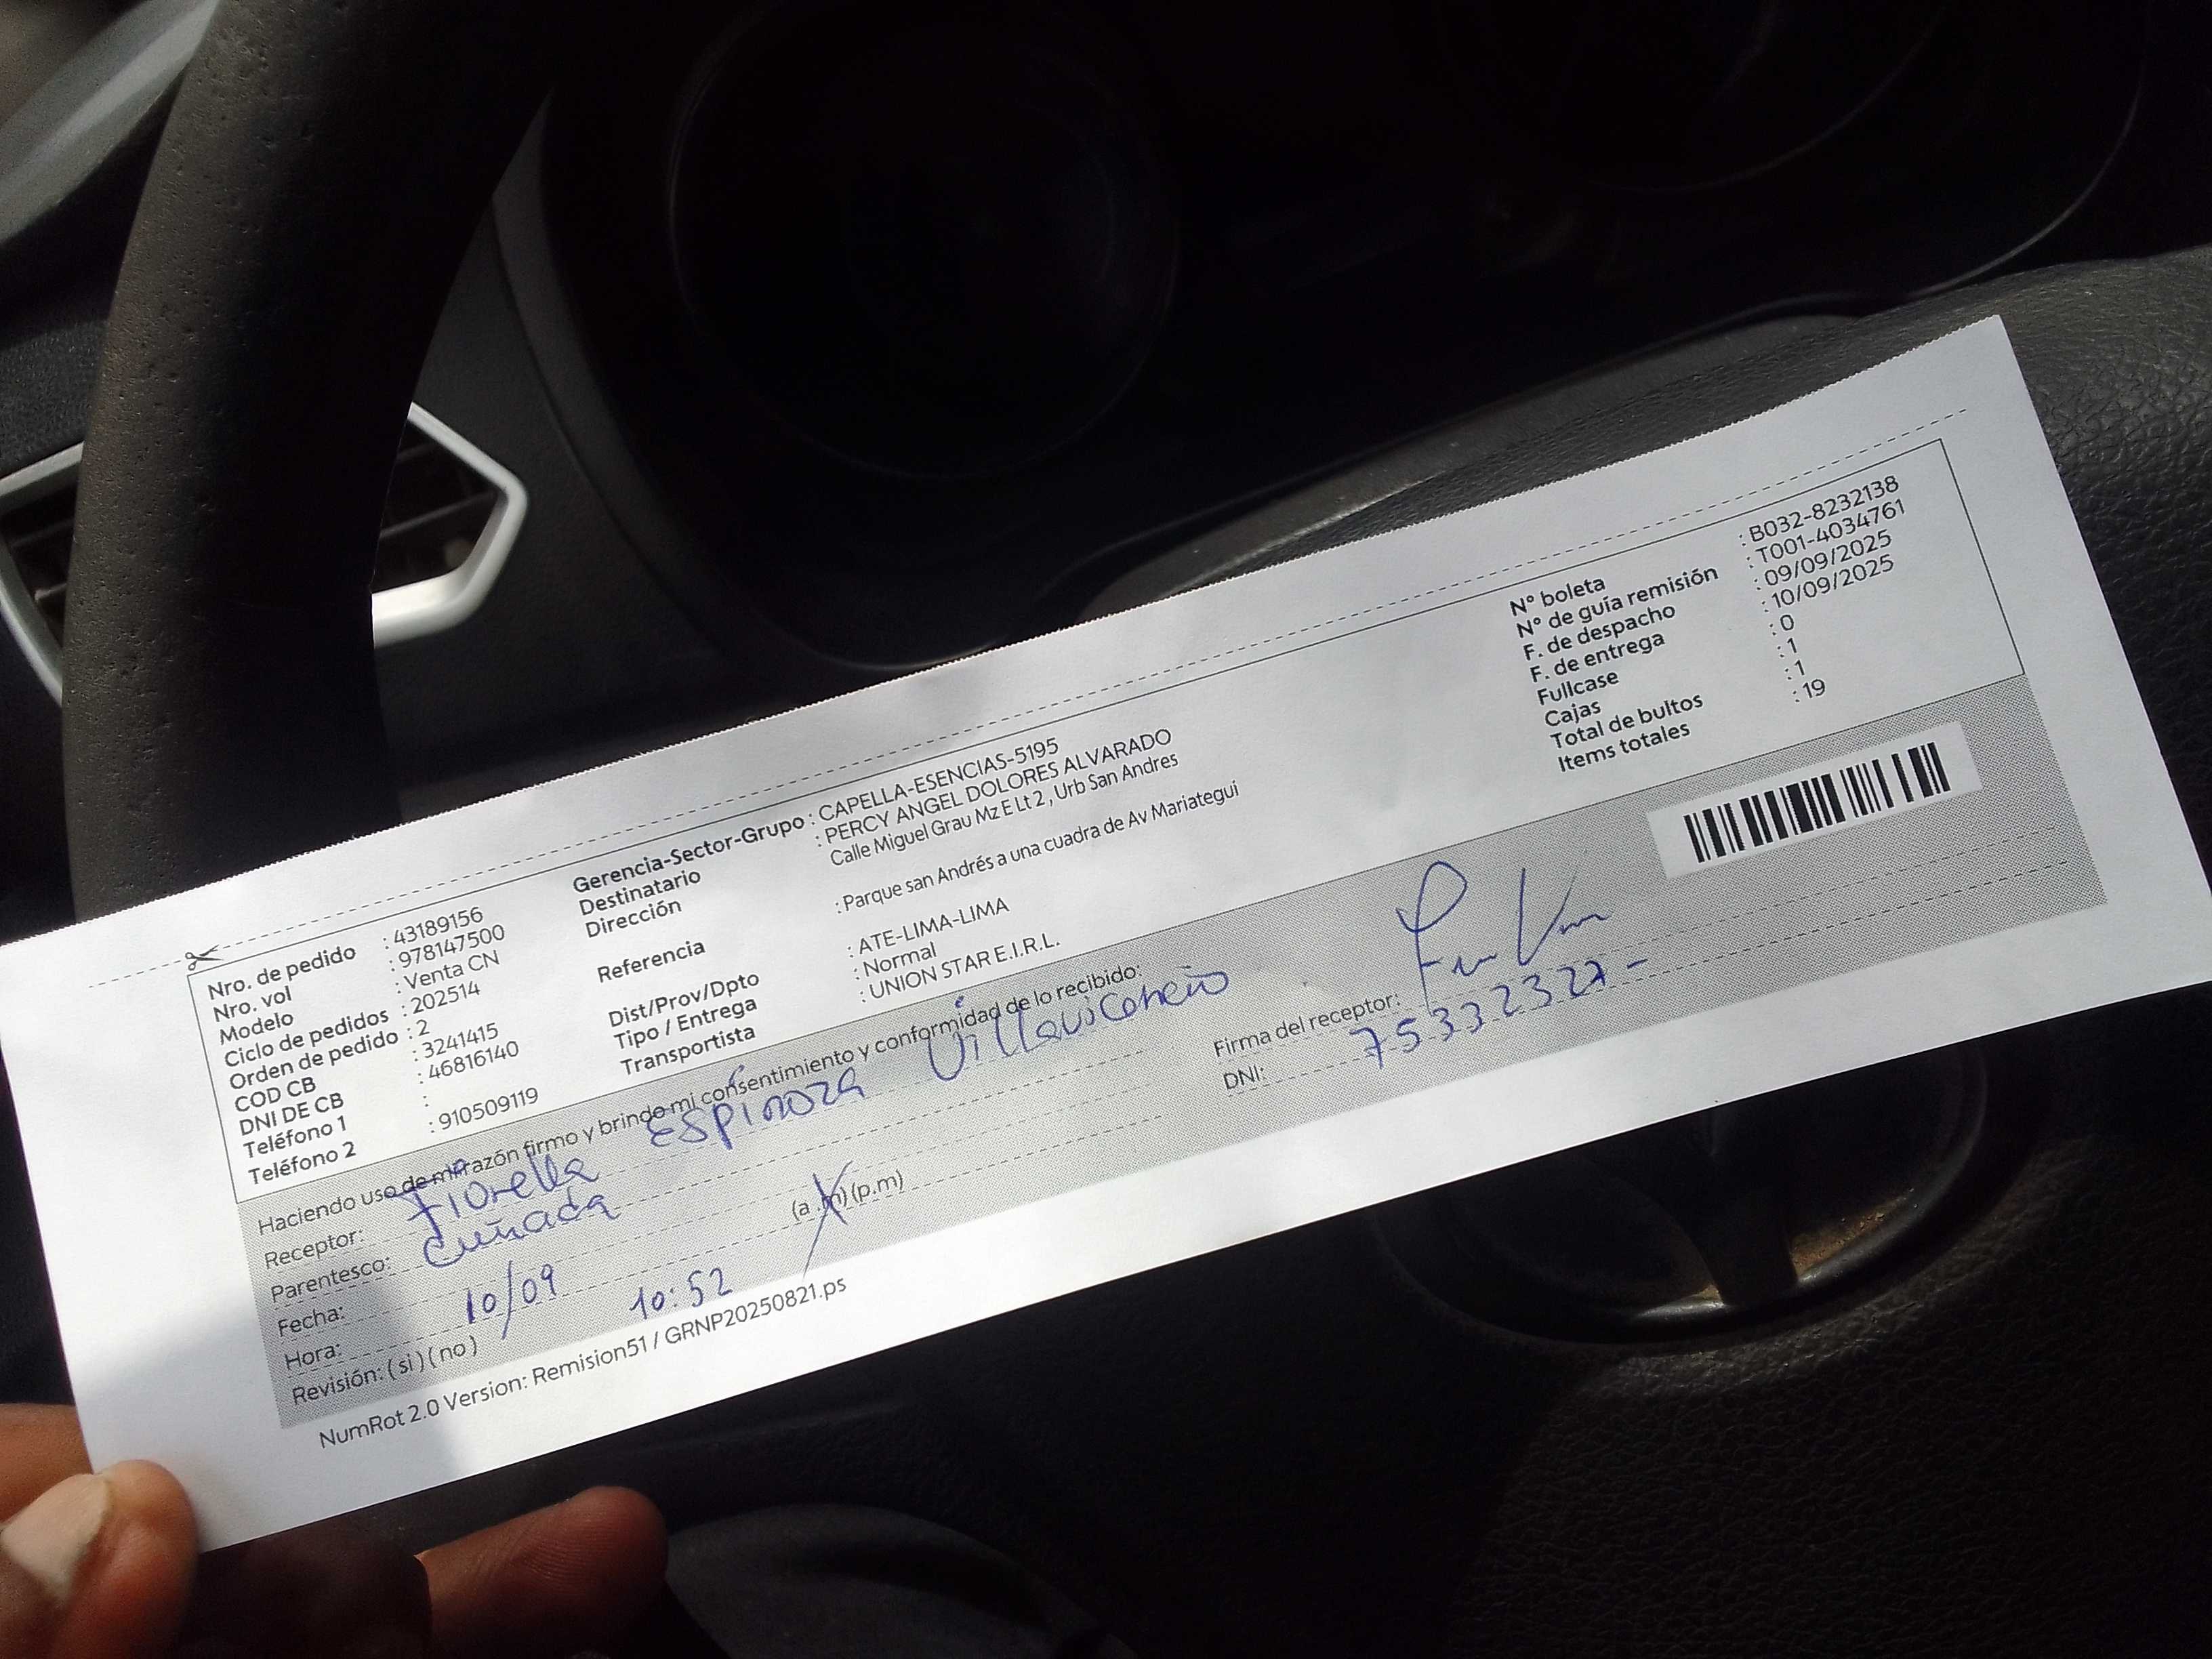 Nro. de pedido : 43189156
Nro. vol : 978147500
Modelo : Venta CN
Ciclo de pedidos : 202514
Orden de pedido : 2
COD CB : 3241415
DNI DE CB : 46816140
Teléfono 1 :
Teléfono 2 : 910509119
Gerencia-Sector-Grupo : CAPELLA-ESENCIAS-5195
Destinatario : PERCY ANGEL DOLORES ALVARADO
Dirección Calle Miguel Grau Mz E Lt 2 , Urb San Andres
Referencia : Parque san Andrés a una cuadra de Av Mariategui
Dist/Prov/Dpto : ATE-LIMA-LIMA
Tipo / Entrega : Normal
Transportista : UNION STAR E.I.R.L.
N° boleta : B032-8232138
N° de guía remisión : T001-4034761
F. de despacho : 09/09/2025
F. de entrega : 10/09/2025
Fullcase : 0
Cajas : 1
Total de bultos : 1
Items totales : 19
Haciendo uso de mi razón firmo y brindo mi consentimiento y conformidad de lo recibido:
Receptor: Fiorella Espinoza Villavicencio
Parentesco: Cuñada
Fecha: 10/09
Hora: 10:52 (a.m) (p.m)
Revisión: ( si ) ( no )
Firma del receptor:
DNI:
NumRot 2.0 Version: Remision51 / GRNP20250821.ps